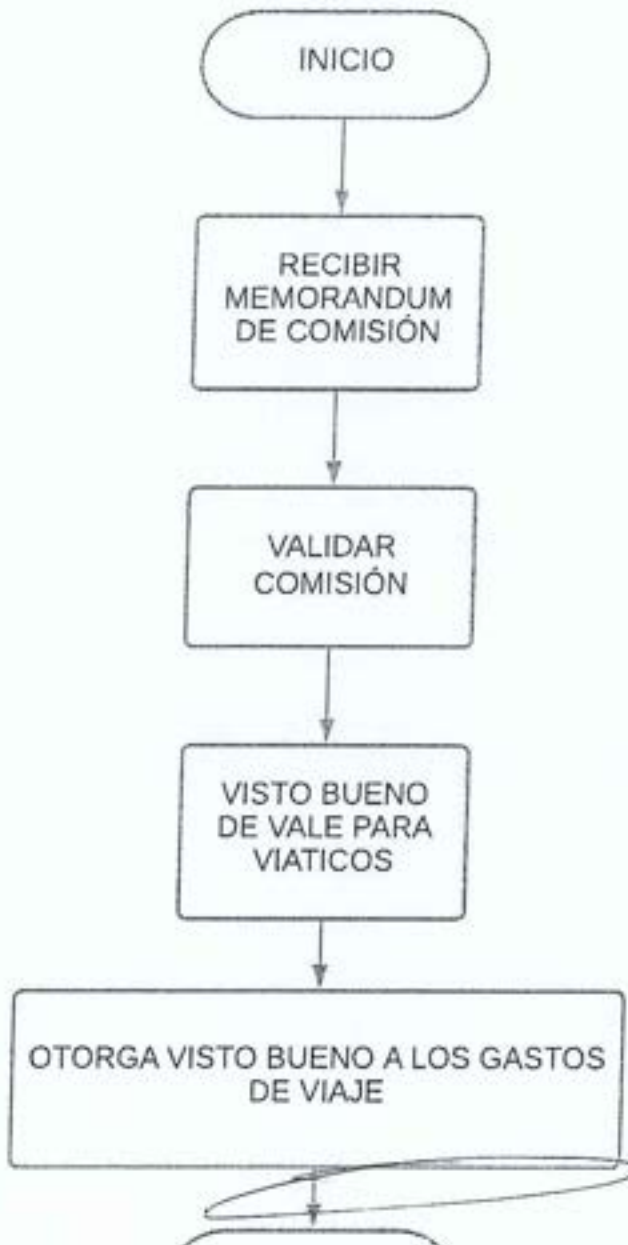 INICIO
RECIBIR
MEMORANDUM
DE COMISIÓN
VALIDAR
COMISIÓN
VISTO BUENO
DE VALE PARA
VIATICOS
OTORGA VISTO BUENO A LOS GASTOS
DE VIAJE